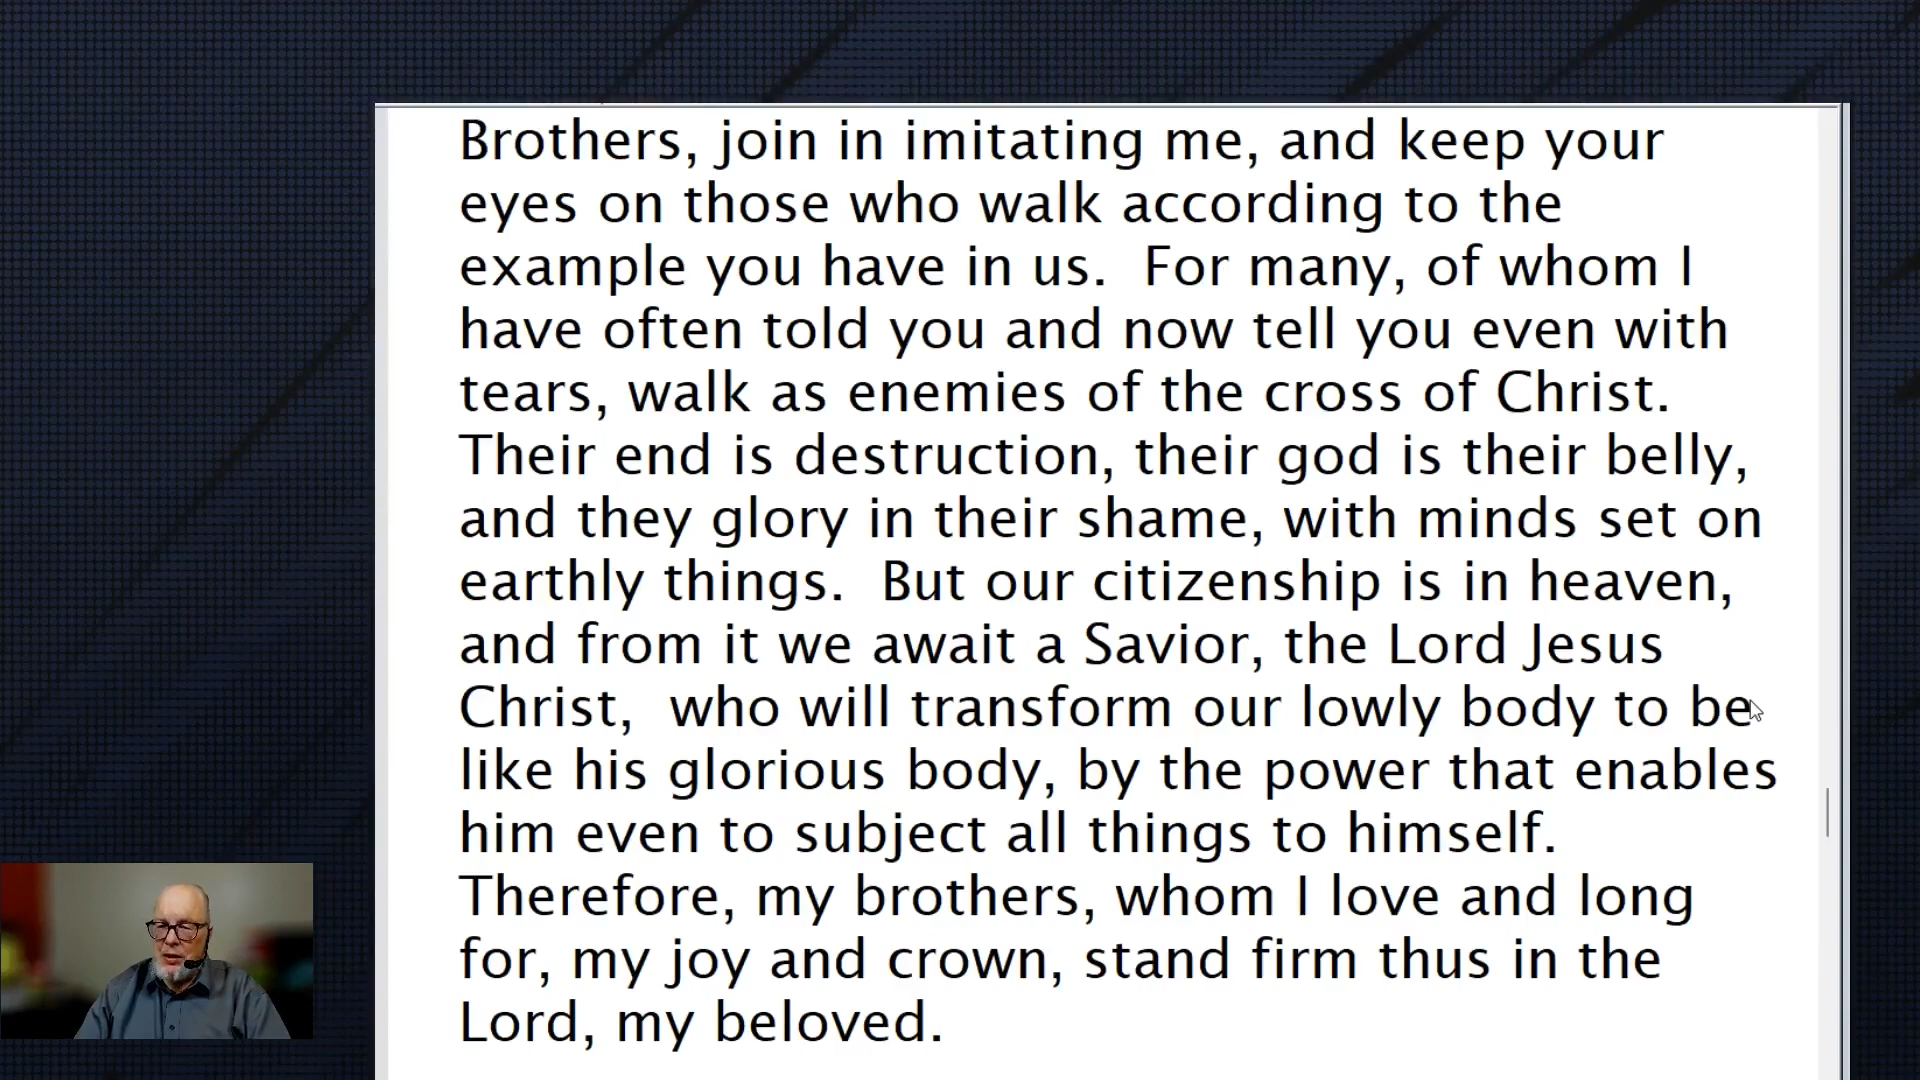 Brothers, join in imitating me, and keep your
eyes on those who walk according to the
example you have in us.  For many, of whom I
have often told you and now tell you even with
tears, walk as enemies of the cross of Christ.
Their end is destruction, their god is their belly,
and they glory in their shame, with minds set on
earthly things.  But our citizenship is in heaven,
and from it we await a Savior, the Lord Jesus
Christ,  who will transform our lowly body to be
like his glorious body, by the power that enables
him even to subject all things to himself.
Therefore, my brothers, whom I love and long
for, my joy and crown, stand firm thus in the
Lord, my beloved.